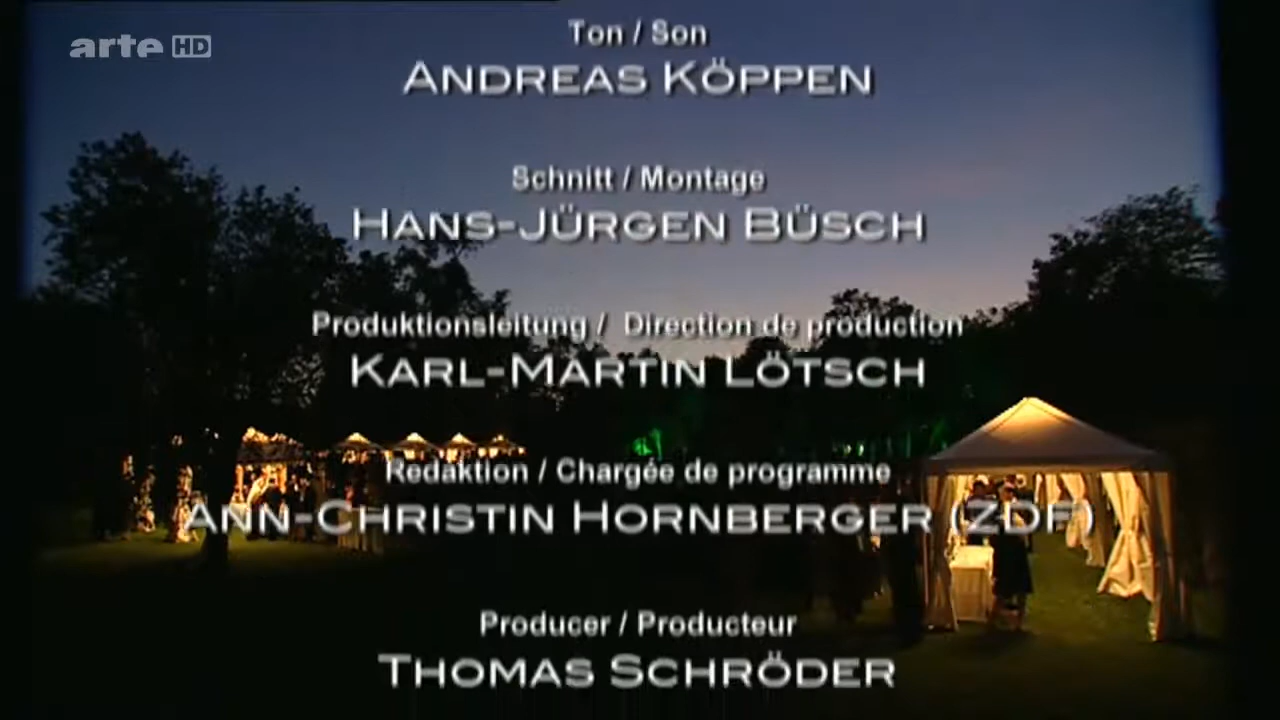 arte HD
Ton / Son
ANDREAS KÖPPEN
Schnitt / Montage
HANS-JÜRGEN BÜSCH
Produktionsleitung / Direction de production
KARL-MARTIN LÖTSCH
Redaktion / Chargée de programme
ANN-CHRISTIN HORNBERGER (ZDF)
Producer / Producteur
THOMAS SCHRÖDER